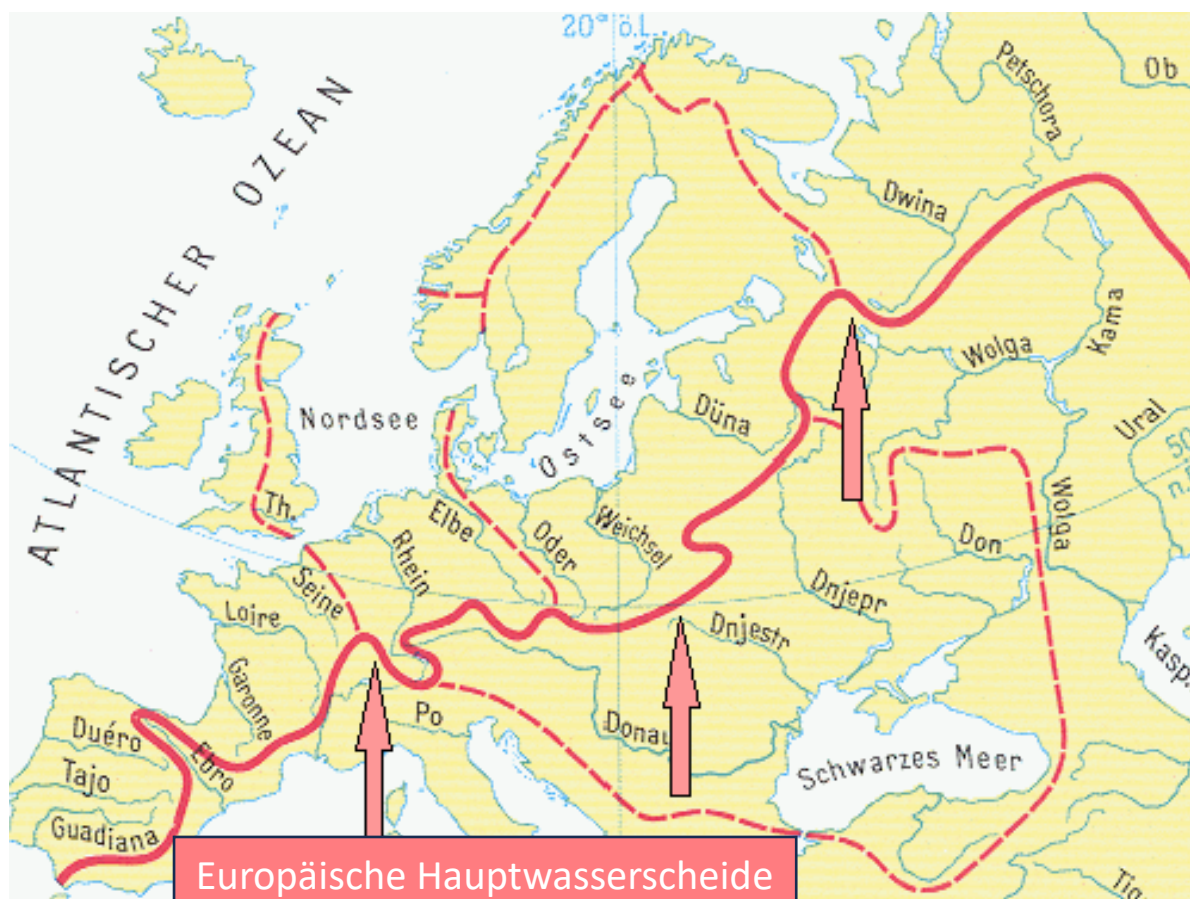 20° ö.L.
Ob
Petschora
ATLANTISCHER OZEAN
Dwina
Kama
Wolga
Nordsee
Ostsee
Düna
Ural
50°
n.
Th.
Elbe
Oder
Weichsel
Wolga
Don
Rhein
Seine
Loire
Dnjepr
Dnjestr
Garonne
Kasp.
Po
Donau
Duéro
Ebro
Schwarzes Meer
Tajo
Guadiana
Europäische Hauptwasserscheide